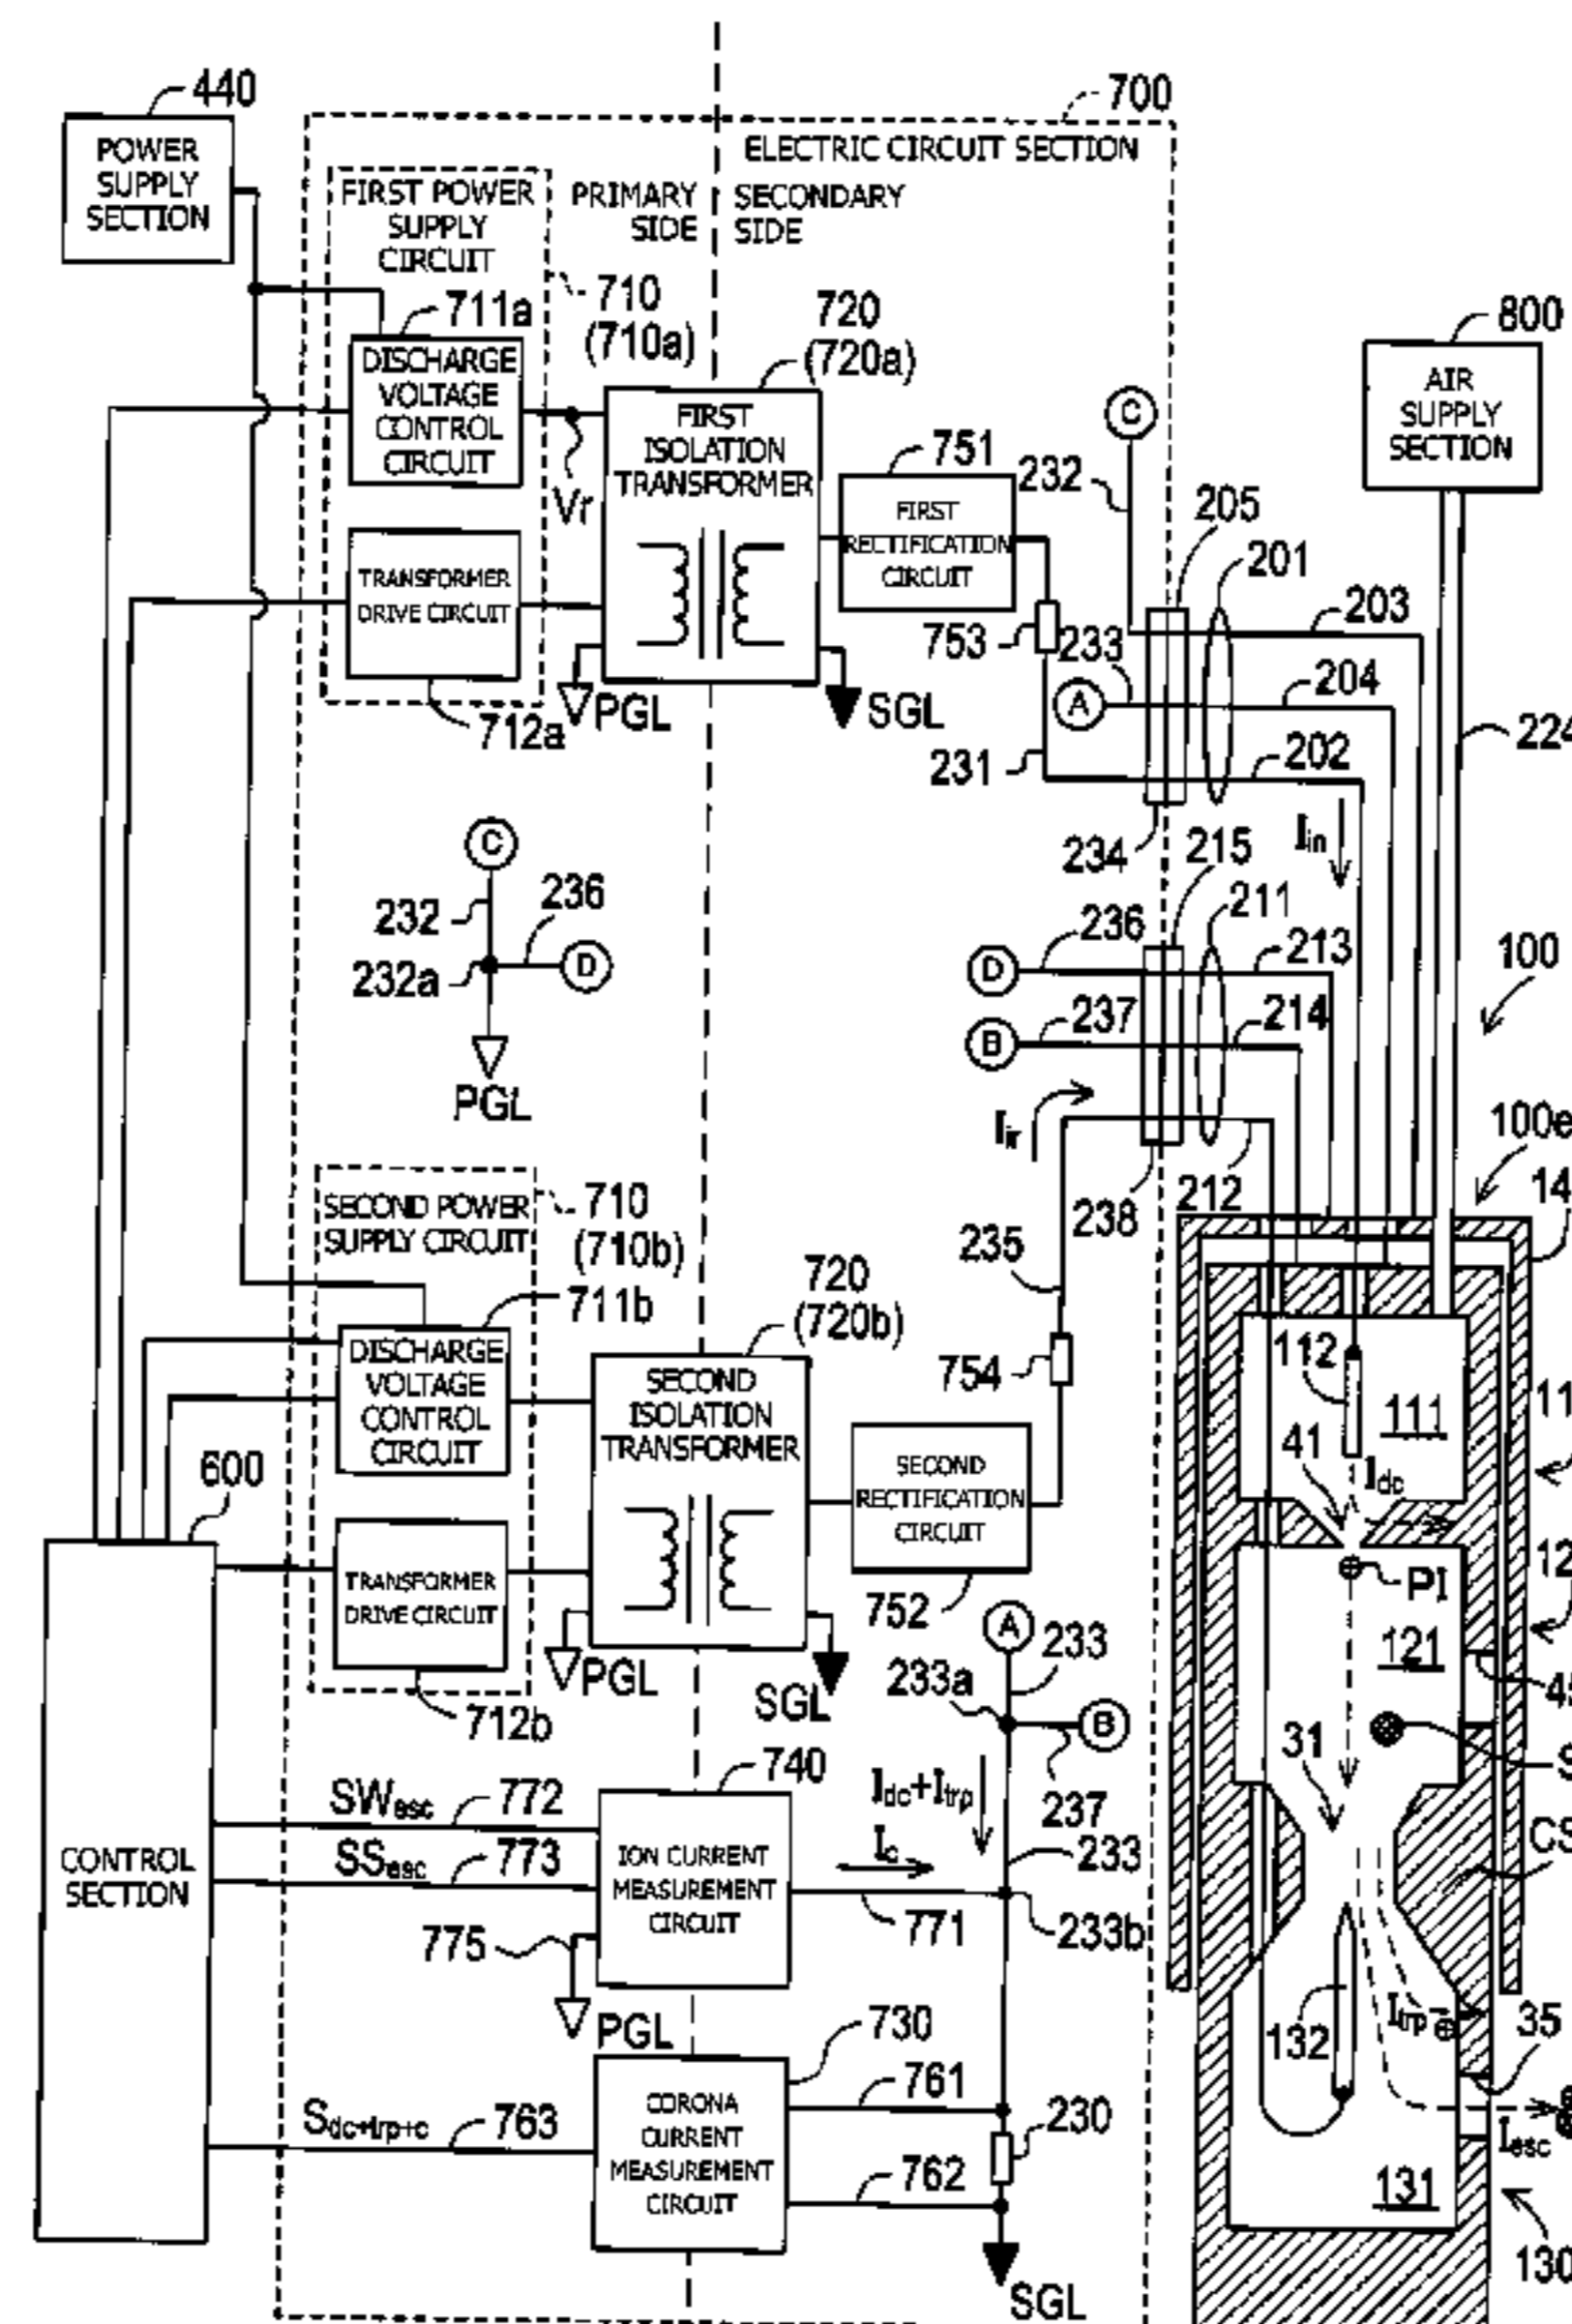 440
700
POWER
SUPPLY
SECTION
ELECTRIC CIRCUIT SECTION
FIRST POWER
SUPPLY
CIRCUIT
PRIMARY
SIDE
SECONDARY
SIDE
710
(710a)
711a
DISCHARGE
VOLTAGE
CONTROL
CIRCUIT
720
(720a)
800
AIR
SUPPLY
SECTION
FIRST
ISOLATION
TRANSFORMER
Vr
C
751
232
FIRST
RECTIFICATION
CIRCUIT
205
201
TRANSFORMER
DRIVE CIRCUIT
753
233
203
A
204
712a
PGL
SGL
231
202
224
234
Iin
215
C
232
236
D
232a
PGL
211
236
D
213
100
237
B
214
Iir
100e
14
212
238
SECOND POWER
SUPPLY CIRCUIT
710
(710b)
235
711b
720
(720b)
DISCHARGE
VOLTAGE
CONTROL
CIRCUIT
SECOND
ISOLATION
TRANSFORMER
754
112
111
11
41
Idc
600
SECOND
RECTIFICATION
CIRCUIT
752
TRANSFORMER
DRIVE CIRCUIT
PI
12
121
712b
PGL
SGL
A
233
233a
B
237
45
31
S
740
Idc+Itrp
SWesc
772
CONTROL
SECTION
SSesc
773
ION CURRENT
MEASUREMENT
CIRCUIT
Ic
771
233
233b
CS
775
PGL
730
132
Itrp
35
Sdc+trp+c
763
CORONA
CURRENT
MEASUREMENT
CIRCUIT
761
230
762
Iesc
131
130
SGL